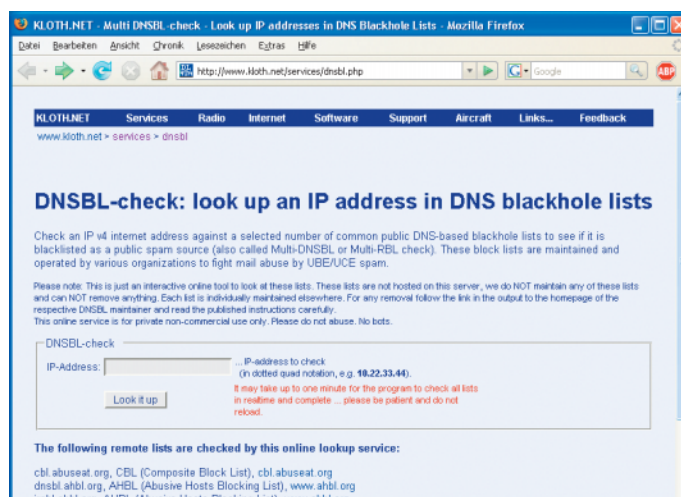 KLOTH.NET - Multi DNSBL-check - Look up IP addresses in DNS Blackhole Lists - Mozilla Firefox
Datei Bearbeiten Ansicht Chronik Lesezeichen Extras Hilfe
http://www.kloth.net/services/dnsbl.php
G Google
ABP
KLOTH.NET Services Radio Internet Software Support Aircraft Links... Feedback
www.kloth.net > services > dnsbl
DNSBL-check: look up an IP address in DNS blackhole lists
Check an IP v4 internet address against a selected number of common public DNS-based blackhole lists to see if it is
blacklisted as a public spam source (also called Multi-DNSBL or Multi-RBL check). These block lists are maintained and
operated by various organizations to fight mail abuse by UBE/UCE spam.
Please note: This is just an interactive online tool to look at these lists. These lists are not hosted on this server, we do NOT maintain any of these lists
and can NOT remove anything. Each list is individually maintained elsewhere. For any removal follow the link in the output to the homepage of the
respective DNSBL maintainer and read the published instructions carefully.
This online service is for private non-commercial use only. Please do not abuse. No bots.
DNSBL-check
IP-Address:
... IP-address to check
(in dotted quad notation, e.g. 10.22.33.44).
Look it up
It may take up to one minute for the program to check all lists
in realtime and complete ... please be patient and do not
reload.
The following remote lists are checked by this online lookup service:
cbl.abuseat.org, CBL (Composite Block List), cbl.abuseat.org
dnsbl.ahbl.org, AHBL (Abusive Hosts Blocking List), www.ahbl.org